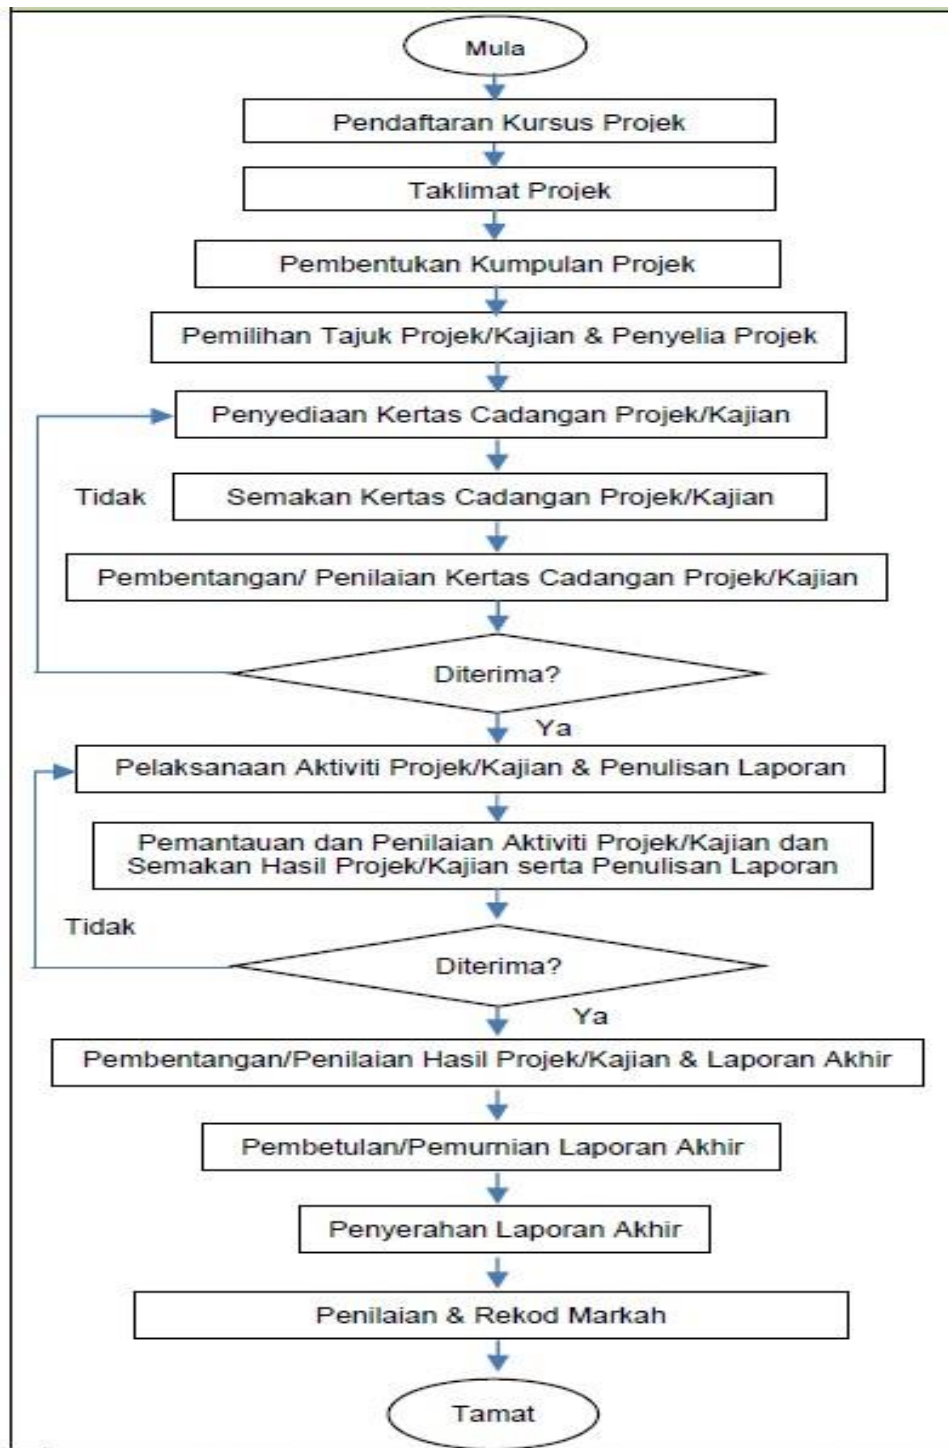 Mula
Pendaftaran Kursus Projek
Taklimat Projek
Pembentukan Kumpulan Projek
Pemilihan Tajuk Projek/Kajian & Penyelia Projek
Penyediaan Kertas Cadangan Projek/Kajian
Tidak
Semakan Kertas Cadangan Projek/Kajian
Pembentangan/ Penilaian Kertas Cadangan Projek/Kajian
Diterima?
Ya
Pelaksanaan Aktiviti Projek/Kajian & Penulisan Laporan
Pemantauan dan Penilaian Aktiviti Projek/Kajian dan
Semakan Hasil Projek/Kajian serta Penulisan Laporan
Tidak
Diterima?
Ya
Pembentangan/Penilaian Hasil Projek/Kajian & Laporan Akhir
Pembetulan/Pemurnian Laporan Akhir
Penyerahan Laporan Akhir
Penilaian & Rekod Markah
Tamat